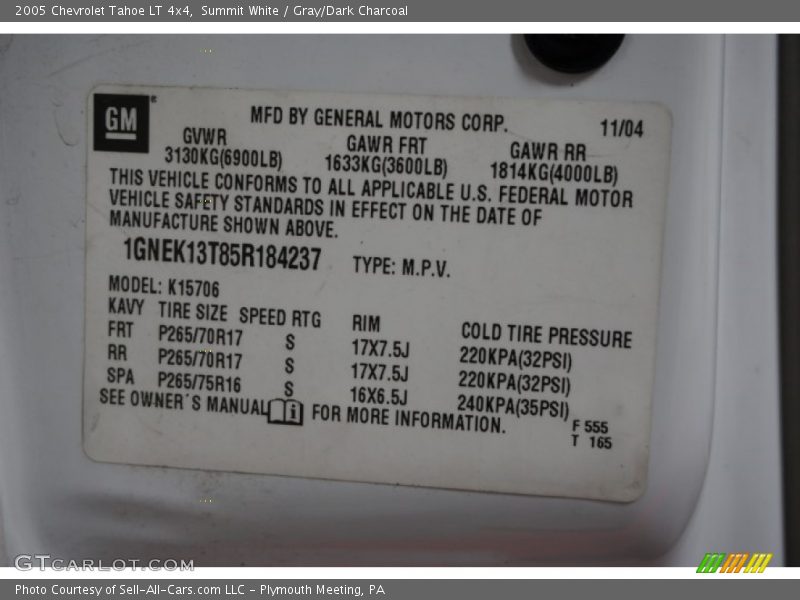 2005 Chevrolet Tahoe LT 4x4, Summit White / Gray/Dark Charcoal
GM®
MFD BY GENERAL MOTORS CORP.
11/04
GVWR GAWR FRT GAWR RR
3130KG(6900LB) 1633KG(3600LB) 1814KG(4000LB)
THIS VEHICLE CONFORMS TO ALL APPLICABLE U.S. FEDERAL MOTOR
VEHICLE SAFETY STANDARDS IN EFFECT ON THE DATE OF
MANUFACTURE SHOWN ABOVE.
1GNEK13T85R184237 TYPE: M.P.V.
MODEL: K15706
KAVY TIRE SIZE SPEED RTG RIM COLD TIRE PRESSURE
FRT P265/70R17 S 17X7.5J 220KPA(32PSI)
RR P265/70R17 S 17X7.5J 220KPA(32PSI)
SPA P265/75R16 S 16X6.5J 240KPA(35PSI)
SEE OWNER'S MANUAL i FOR MORE INFORMATION.
F 555
T 165
GTCARLOT.COM
Photo Courtesy of Sell-All-Cars.com LLC - Plymouth Meeting, PA